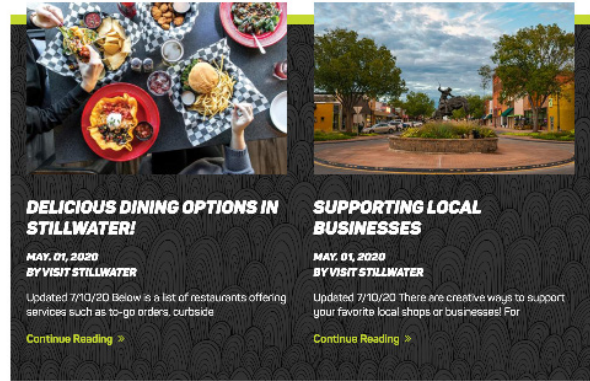 DELICIOUS DINING OPTIONS IN
STILLWATER!
MAY. 01, 2020
BY VISIT STILLWATER
Updated 7/10/20 Below is a list of restaurants offering
services such as to-go orders, curbside
Continue Reading »
SUPPORTING LOCAL
BUSINESSES
MAY. 01, 2020
BY VISIT STILLWATER
Updated 7/10/20 There are creative ways to support
your favorite local shops or businesses! For
Continue Reading »